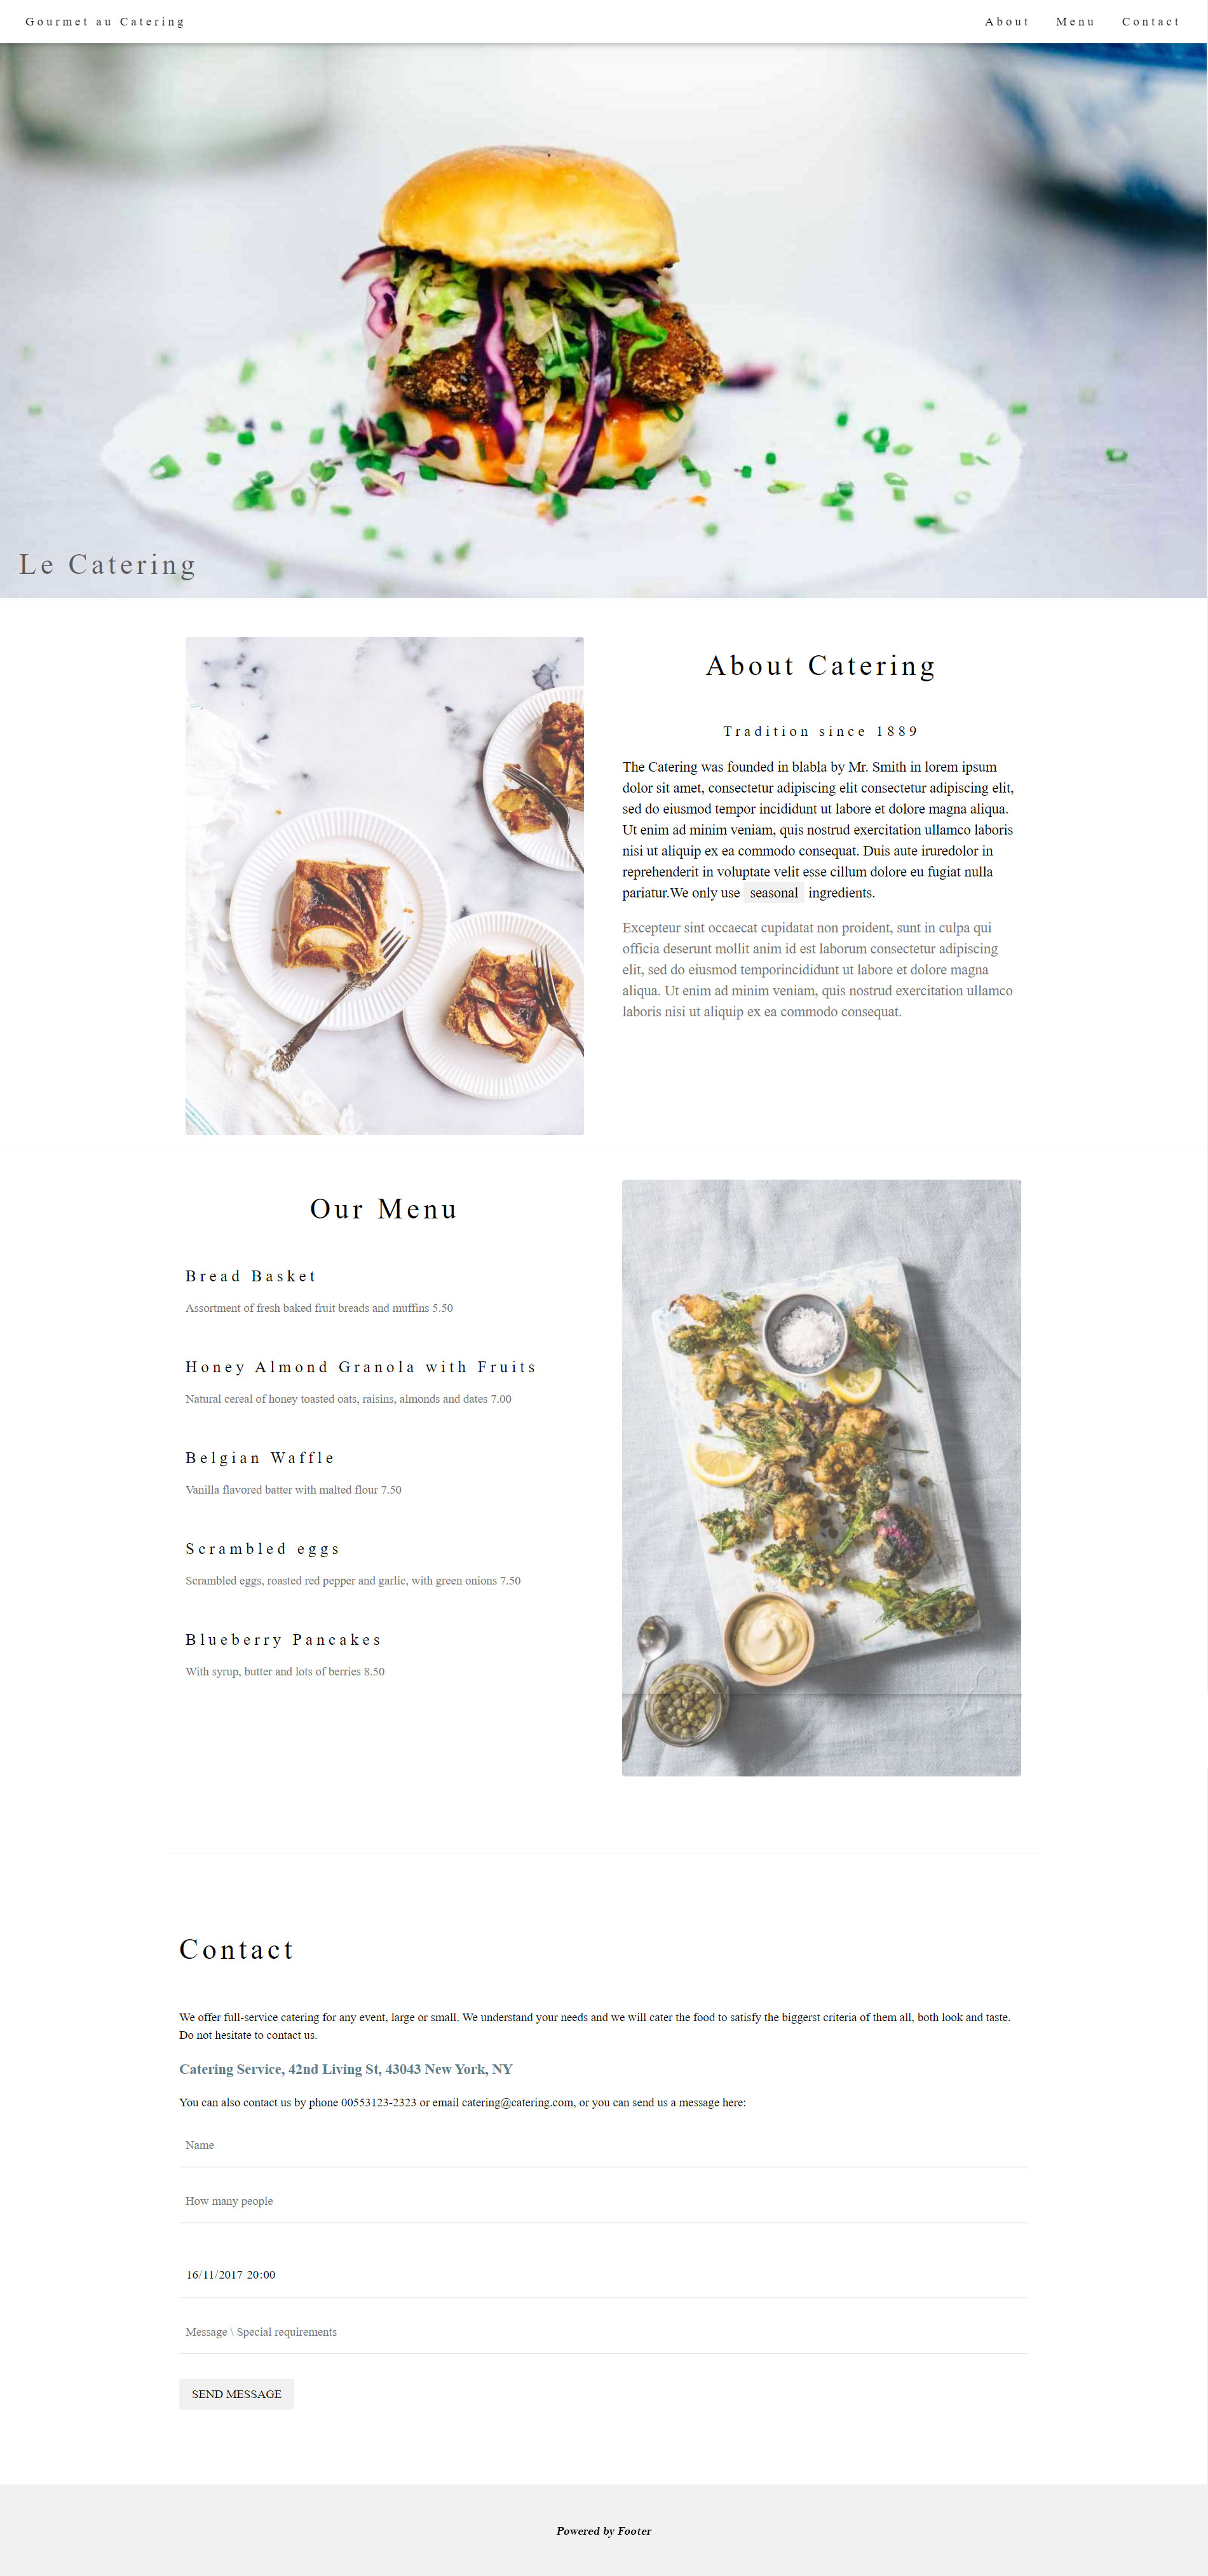 Gourmet au Catering
About Menu Contact
Le Catering
About Catering
Tradition since 1889
The Catering was founded in blabla by Mr. Smith in lorem ipsum
dolor sit amet, consectetur adipiscing elit consectetur adipiscing elit,
sed do eiusmod tempor incididunt ut labore et dolore magna aliqua.
Ut enim ad minim veniam, quis nostrud exercitation ullamco laboris
nisi ut aliquip ex ea commodo consequat. Duis aute iruredolor in
reprehenderit in voluptate velit esse cillum dolore eu fugiat nulla
pariatur.We only use seasonal ingredients.
Excepteur sint occaecat cupidatat non proident, sunt in culpa qui
officia deserunt mollit anim id est laborum consectetur adipiscing
elit, sed do eiusmod temporincididunt ut labore et dolore magna
aliqua. Ut enim ad minim veniam, quis nostrud exercitation ullamco
laboris nisi ut aliquip ex ea commodo consequat.
Our Menu
Bread Basket
Assortment of fresh baked fruit breads and muffins 5.50
Honey Almond Granola with Fruits
Natural cereal of honey toasted oats, raisins, almonds and dates 7.00
Belgian Waffle
Vanilla flavored batter with malted flour 7.50
Scrambled eggs
Scrambled eggs, roasted red pepper and garlic, with green onions 7.50
Blueberry Pancakes
With syrup, butter and lots of berries 8.50
Contact
We offer full-service catering for any event, large or small. We understand your needs and we will cater the food to satisfy the biggerst criteria of them all, both look and taste.
Do not hesitate to contact us.
Catering Service, 42nd Living St, 43043 New York, NY
You can also contact us by phone 00553123-2323 or email catering@catering.com, or you can send us a message here:
Name
How many people
16/11/2017 20:00
Message \ Special requirements
SEND MESSAGE
Powered by Footer